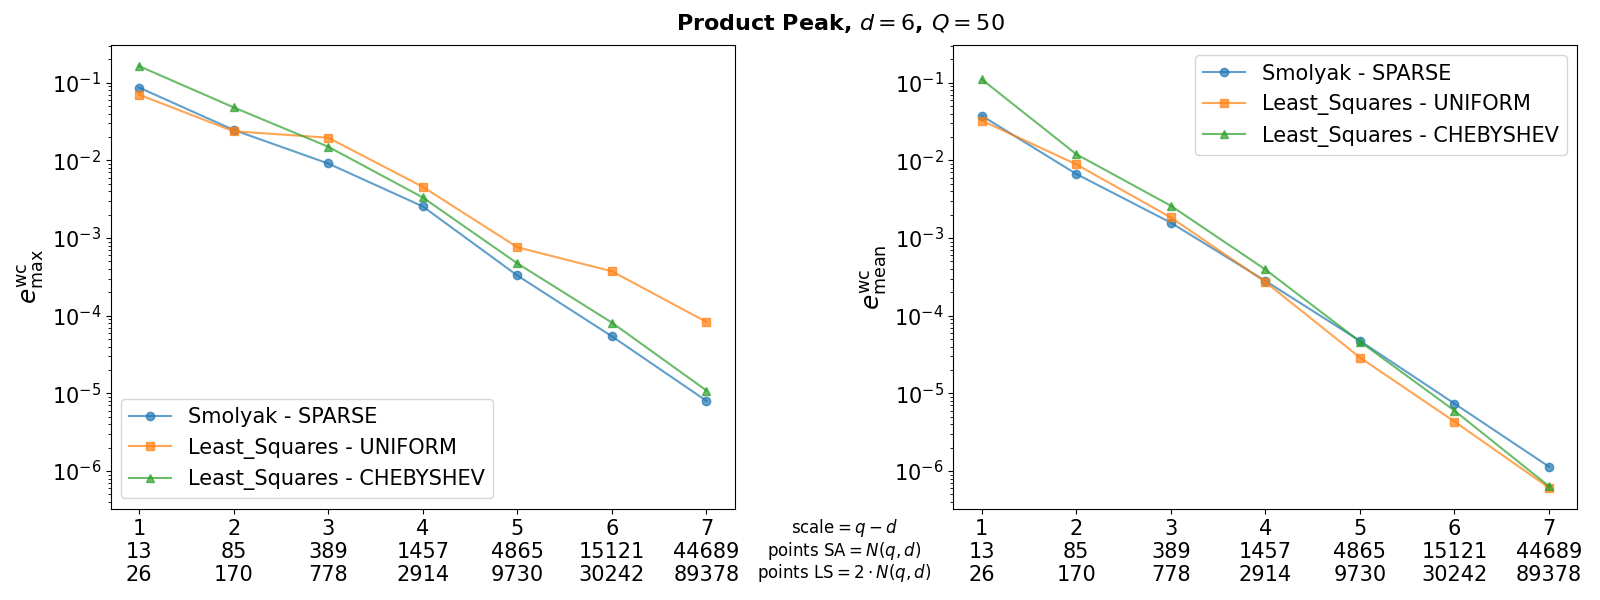 Product Peak, d = 6, Q = 50
10^{-1}
10^{-2}
10^{-3}
10^{-4}
10^{-5}
10^{-6}
e^{wc}_{max}
Smolyak - SPARSE
Least_Squares - UNIFORM
Least_Squares - CHEBYSHEV
1 2 3 4 5 6 7
13 85 389 1457 4865 15121 44689
26 170 778 2914 9730 30242 89378
scale = q − d
points SA = N(q, d)
points LS = 2 · N(q, d)
10^{-1}
10^{-2}
10^{-3}
10^{-4}
10^{-5}
10^{-6}
e^{wc}_{mean}
Smolyak - SPARSE
Least_Squares - UNIFORM
Least_Squares - CHEBYSHEV
1 2 3 4 5 6 7
13 85 389 1457 4865 15121 44689
26 170 778 2914 9730 30242 89378